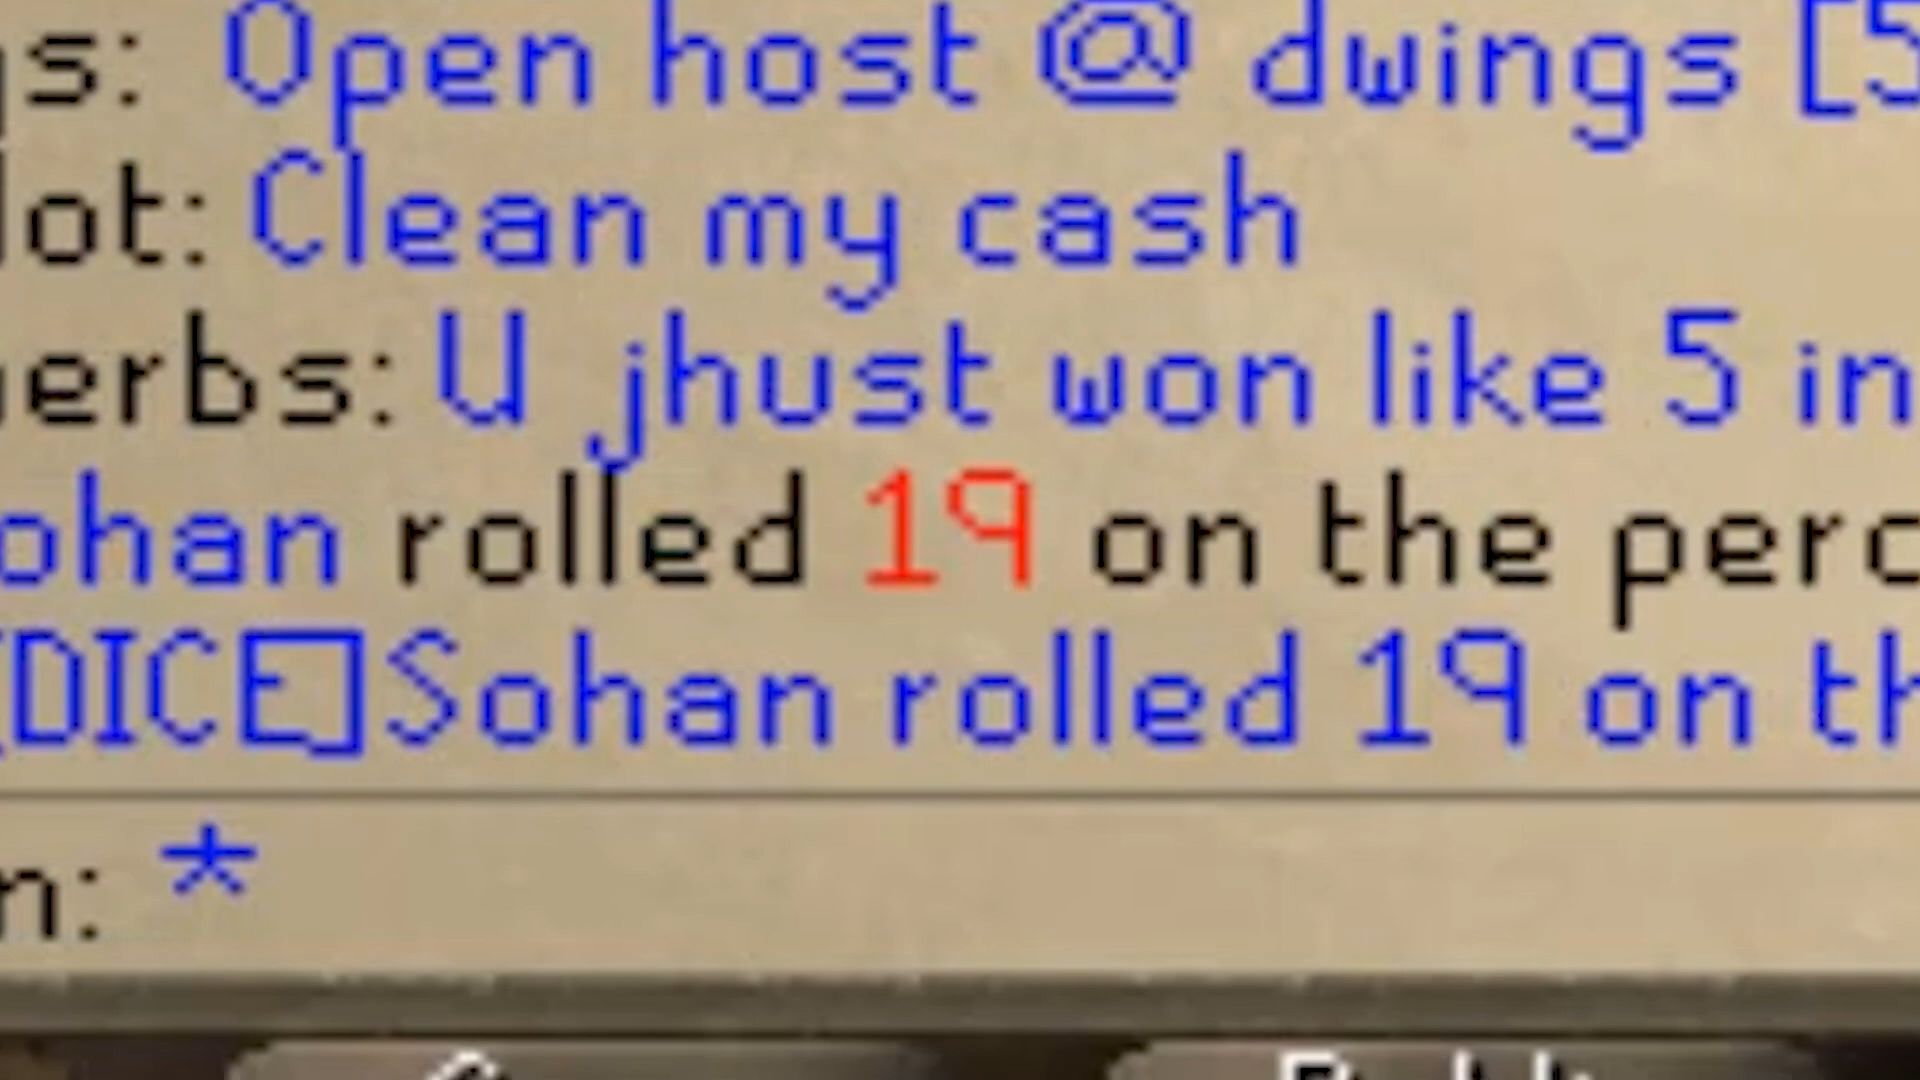 s: Open host @ dwings [5
lot: Clean my cash
erbs: U jhust won like 5 in
ohan rolled 19 on the perc
[DICE]Sohan rolled 19 on th
n: *